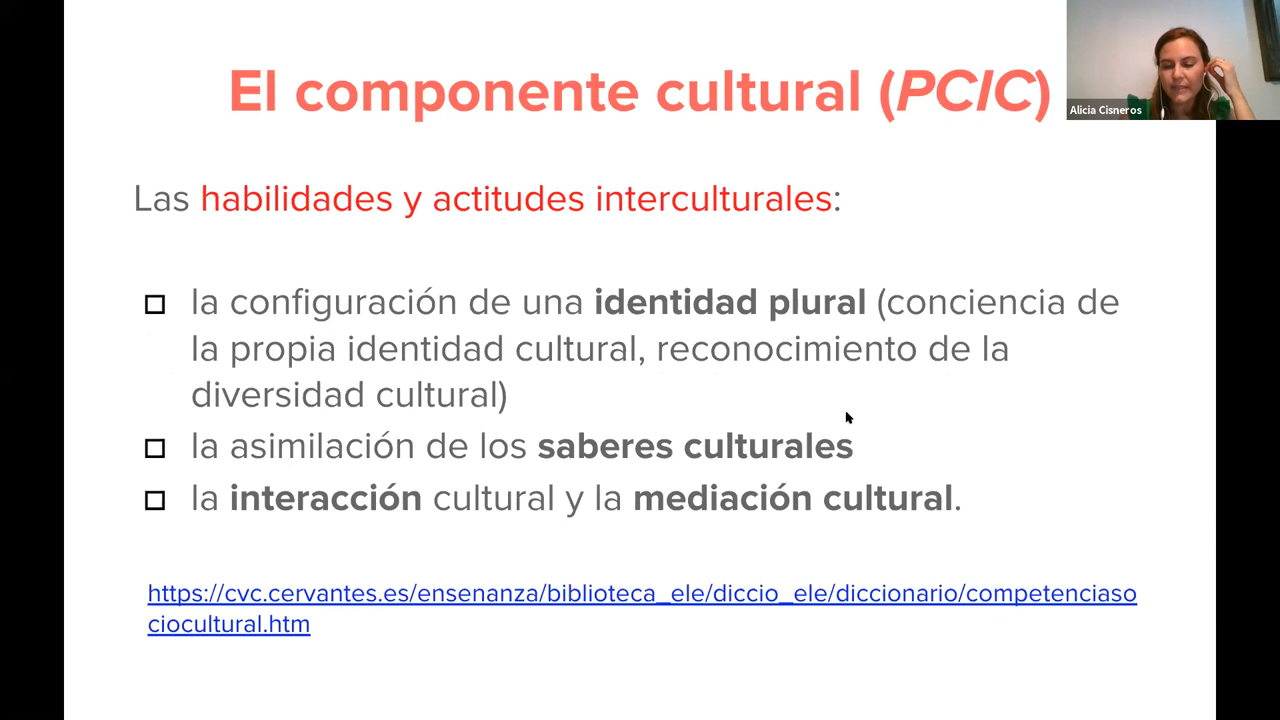 El componente cultural (PCIC)
Alicia Cisneros
Las habilidades y actitudes interculturales:
la configuración de una identidad plural (conciencia de
la propia identidad cultural, reconocimiento de la
diversidad cultural)
la asimilación de los saberes culturales
la interacción cultural y la mediación cultural.
https://cvc.cervantes.es/ensenanza/biblioteca_ele/diccio_ele/diccionario/competenciaso
ciocultural.htm